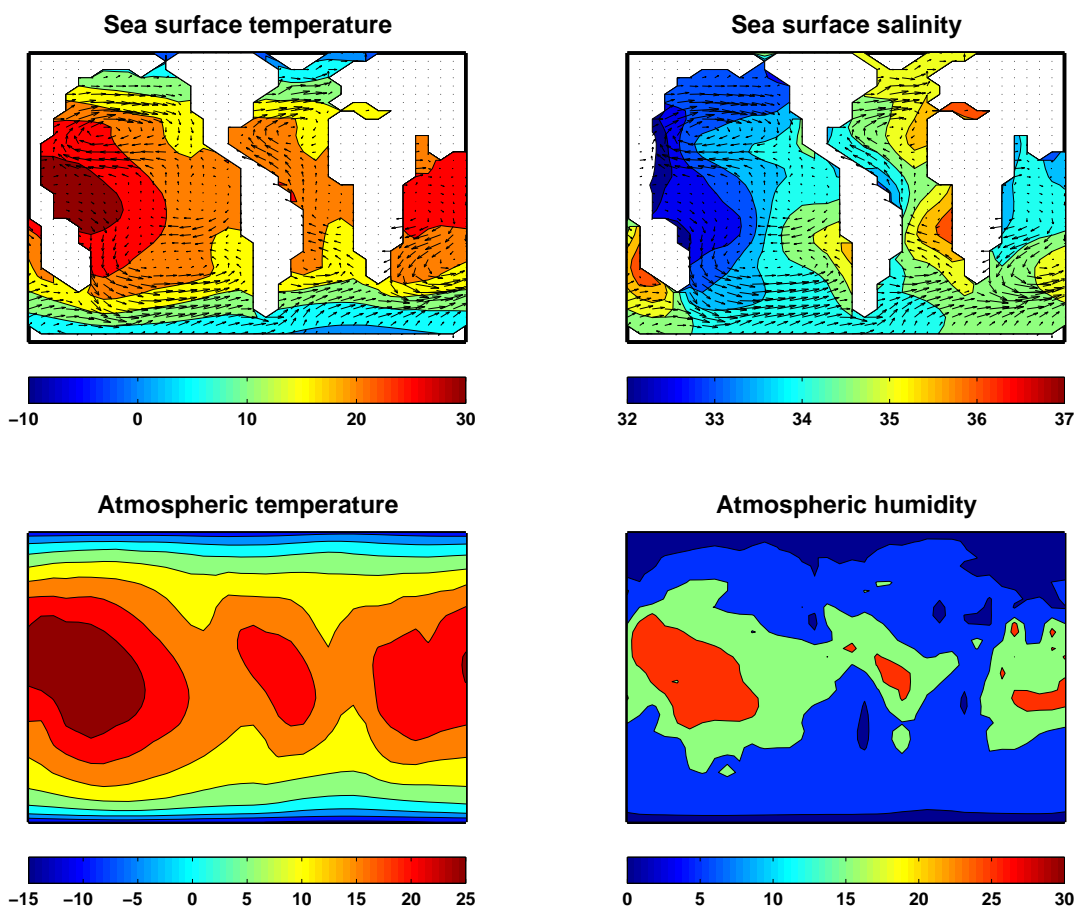 Sea surface temperature
Sea surface salinity
−10 0 10 20 30
32 33 34 35 36 37
Atmospheric temperature
Atmospheric humidity
−15 −10 −5 0 5 10 15 20 25
0 5 10 15 20 25 30